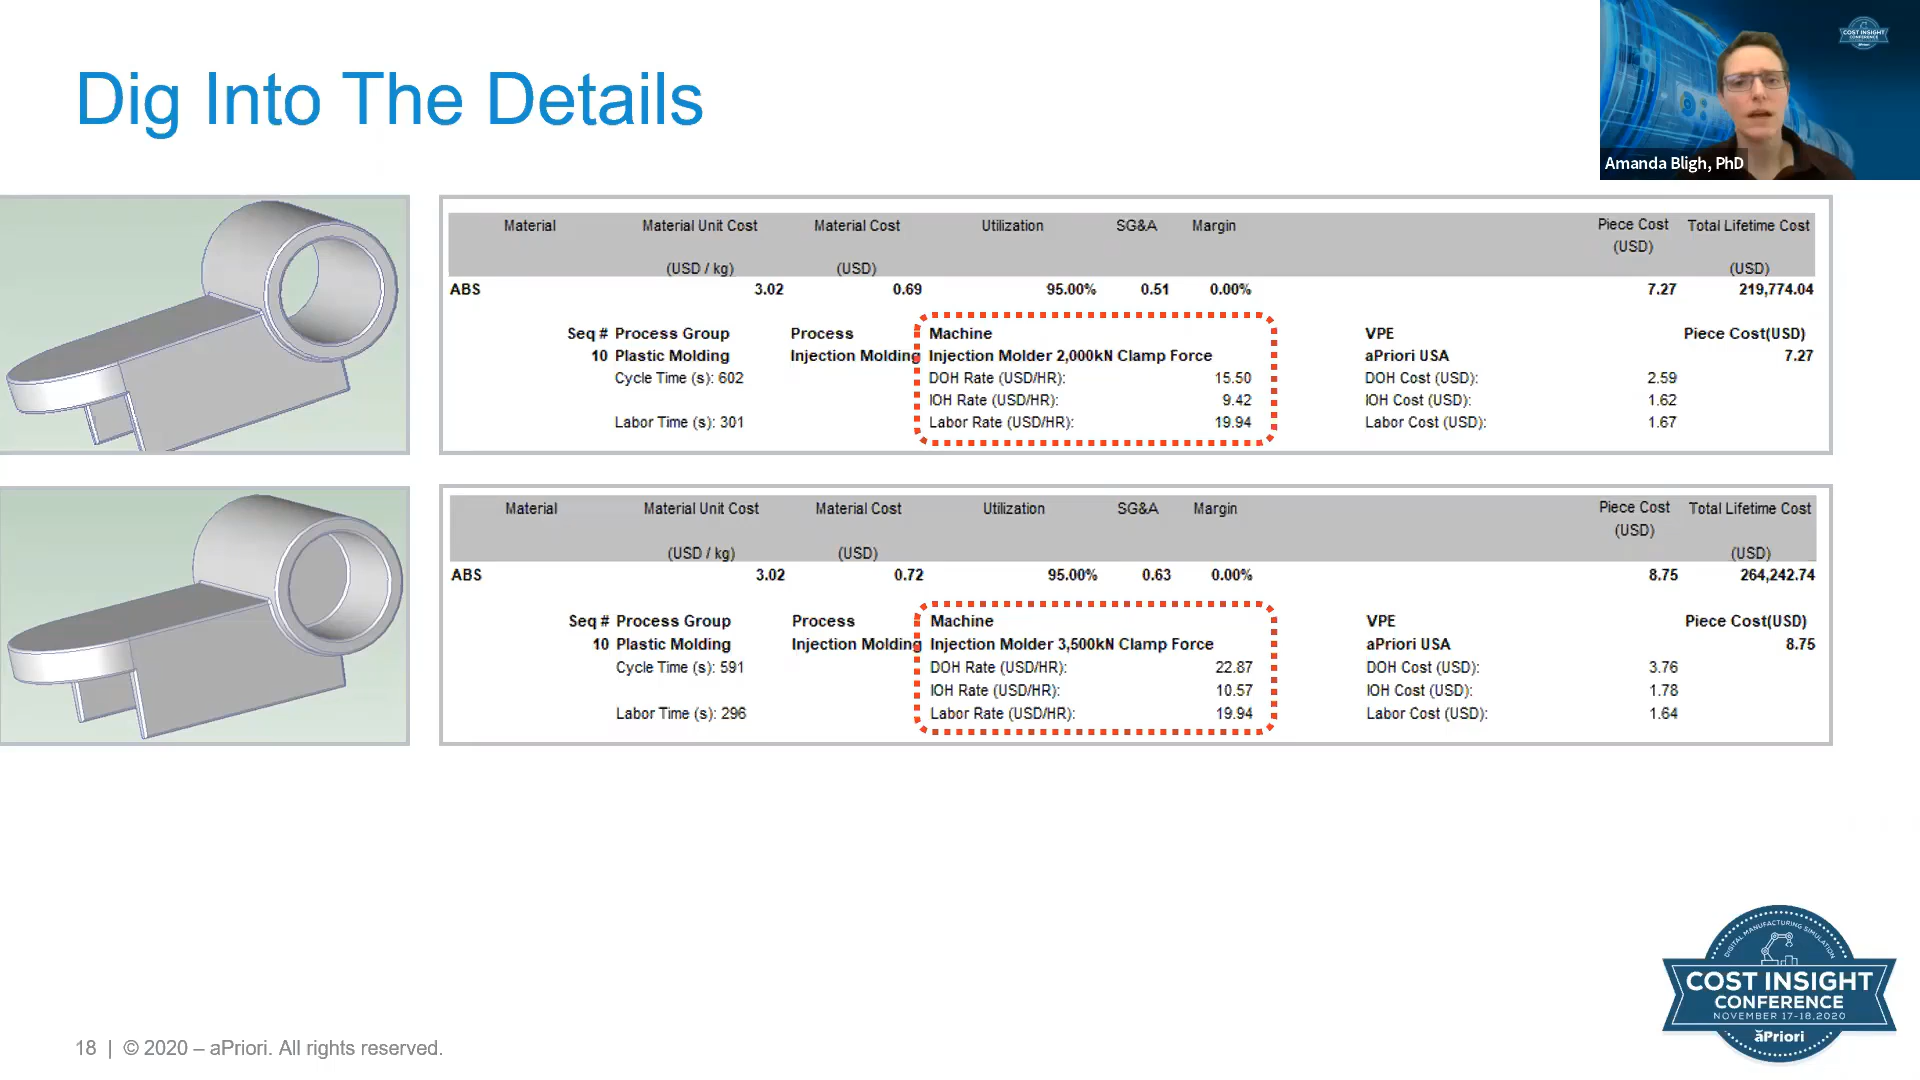 Dig Into The Details
COST INSIGHT
CONFERENCE
Amanda Bligh, PhD
Material Material Unit Cost Material Cost Utilization SG&A Margin Piece Cost Total Lifetime Cost
(USD)
(USD / kg) (USD) (USD)
ABS 3.02 0.69 95.00% 0.51 0.00% 7.27 219,774.04
Seq # Process Group Process Machine VPE Piece Cost(USD)
10 Plastic Molding Injection Molding Injection Molder 2,000kN Clamp Force aPriori USA 7.27
Cycle Time (s): 602 DOH Rate (USD/HR): 15.50 DOH Cost (USD): 2.59
IOH Rate (USD/HR): 9.42 IOH Cost (USD): 1.62
Labor Time (s): 301 Labor Rate (USD/HR): 19.94 Labor Cost (USD): 1.67
Material Material Unit Cost Material Cost Utilization SG&A Margin Piece Cost Total Lifetime Cost
(USD)
(USD / kg) (USD) (USD)
ABS 3.02 0.72 95.00% 0.63 0.00% 8.75 264,242.74
Seq # Process Group Process Machine VPE Piece Cost(USD)
10 Plastic Molding Injection Molding Injection Molder 3,500kN Clamp Force aPriori USA 8.75
Cycle Time (s): 591 DOH Rate (USD/HR): 22.87 DOH Cost (USD): 3.76
IOH Rate (USD/HR): 10.57 IOH Cost (USD): 1.78
Labor Time (s): 296 Labor Rate (USD/HR): 19.94 Labor Cost (USD): 1.64
DIGITAL MANUFACTURING SIMULATION
COST INSIGHT
CONFERENCE
NOVEMBER 17-18, 2020
ăPriori
18 | © 2020 – aPriori. All rights reserved.